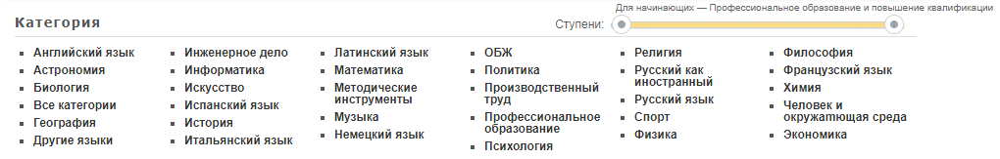 Для начинающих — Профессиональное образование и повышение квалификации
Категория
Ступени:
Английский язык
Астрономия
Биология
Все категории
География
Другие языки
Инженерное дело
Информатика
Искусство
Испанский язык
История
Итальянский язык
Латинский язык
Математика
Методические
инструменты
Музыка
Немецкий язык
ОБЖ
Политика
Производственный
труд
Профессиональное
образование
Психология
Религия
Русский как
иностранный
Русский язык
Спорт
Физика
Философия
Французский язык
Химия
Человек и
окружатющая среда
Экономика